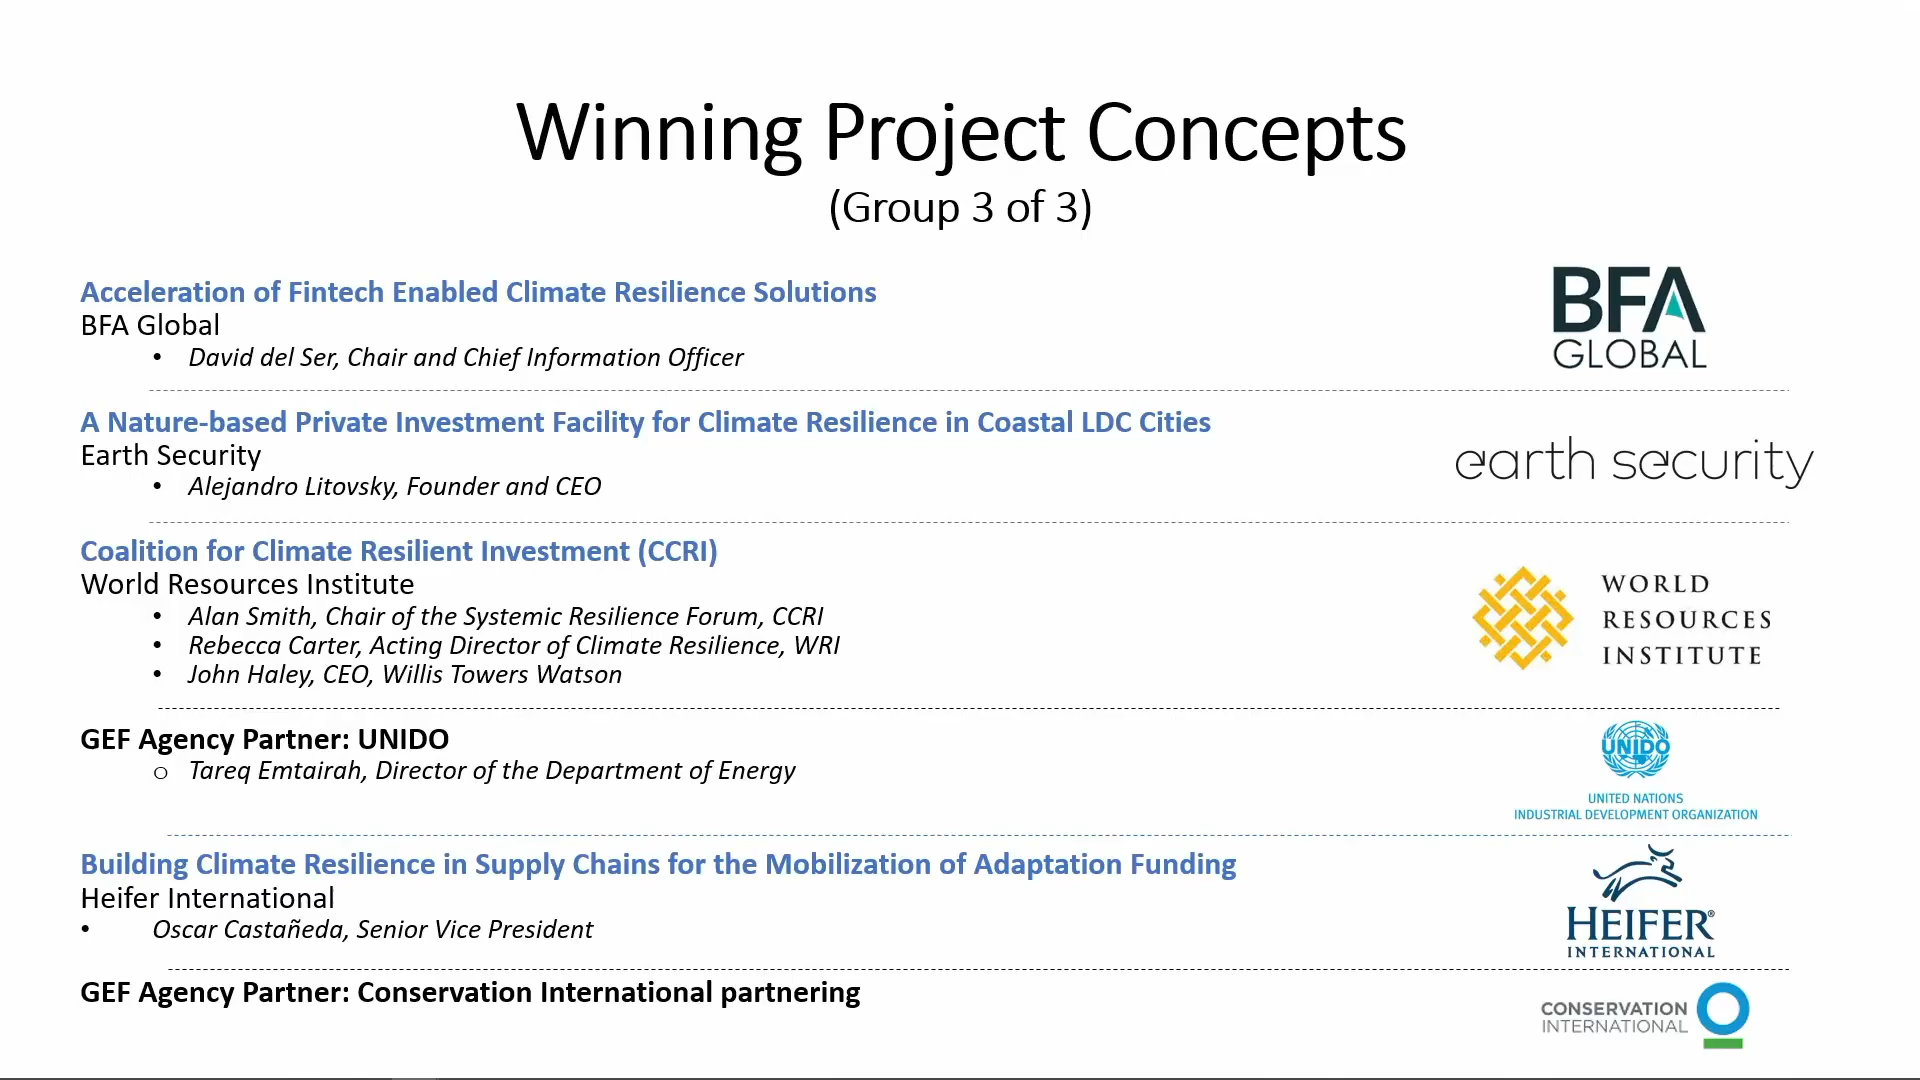 Winning Project Concepts
(Group 3 of 3)
Acceleration of Fintech Enabled Climate Resilience Solutions
BFA Global
• David del Ser, Chair and Chief Information Officer
BFA
GLOBAL
A Nature-based Private Investment Facility for Climate Resilience in Coastal LDC Cities
Earth Security
• Alejandro Litovsky, Founder and CEO
earth security
Coalition for Climate Resilient Investment (CCRI)
World Resources Institute
• Alan Smith, Chair of the Systemic Resilience Forum, CCRI
• Rebecca Carter, Acting Director of Climate Resilience, WRI
• John Haley, CEO, Willis Towers Watson
WORLD
RESOURCES
INSTITUTE
GEF Agency Partner: UNIDO
o Tareq Emtairah, Director of the Department of Energy
UNIDO
UNITED NATIONS
INDUSTRIAL DEVELOPMENT ORGANIZATION
Building Climate Resilience in Supply Chains for the Mobilization of Adaptation Funding
Heifer International
• Oscar Castañeda, Senior Vice President
HEIFER®
INTERNATIONAL
GEF Agency Partner: Conservation International partnering
CONSERVATION
INTERNATIONAL